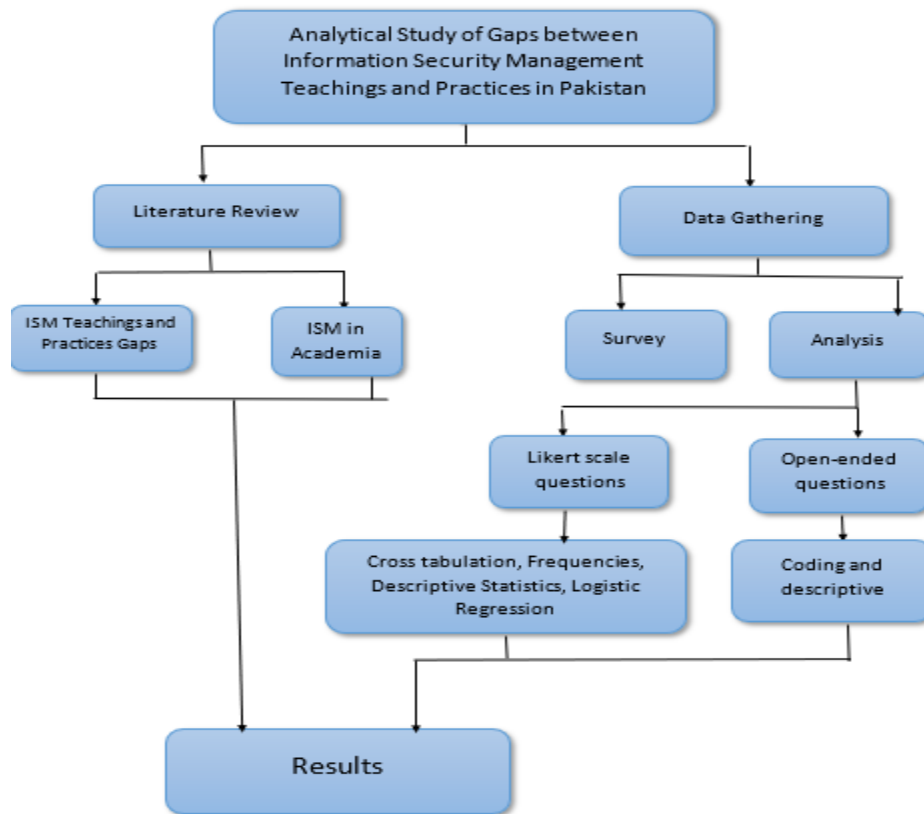 Analytical Study of Gaps between
Information Security Management
Teachings and Practices in Pakistan
Literature Review
Data Gathering
ISM Teachings and
Practices Gaps
ISM in
Academia
Survey
Analysis
Likert scale
questions
Open-ended
questions
Cross tabulation, Frequencies,
Descriptive Statistics, Logistic
Regression
Coding and
descriptive
Results